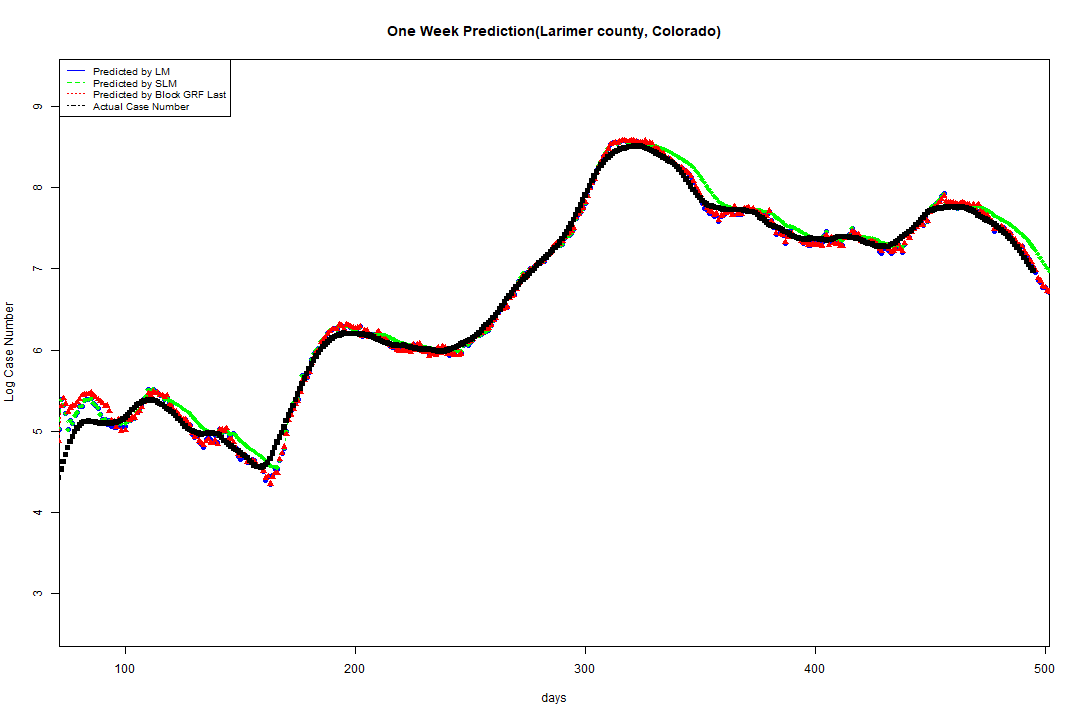 One Week Prediction(Larimer county, Colorado)
Predicted by LM
Predicted by SLM
Predicted by Block GRF Last
Actual Case Number
9
8
7
6
5
4
3
Log Case Number
100 200 300 400 500
days